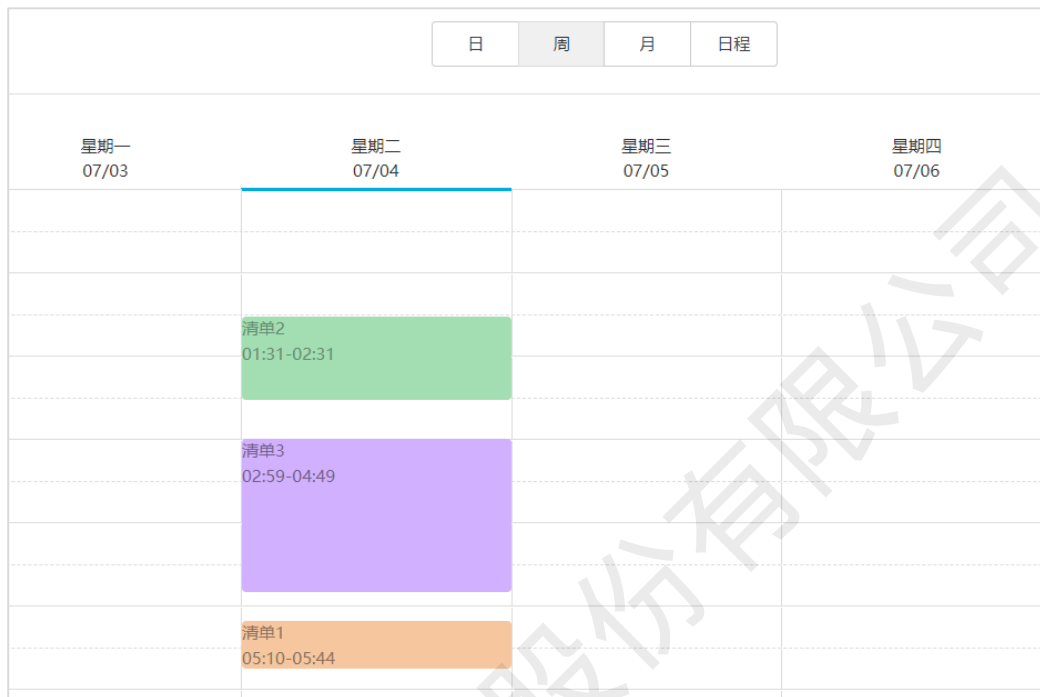 日 周 月 日程
星期一 星期二 星期三 星期四
07/03 07/04 07/05 07/06
清单2
01:31-02:31
清单3
02:59-04:49
清单1
05:10-05:44
股份有限公司